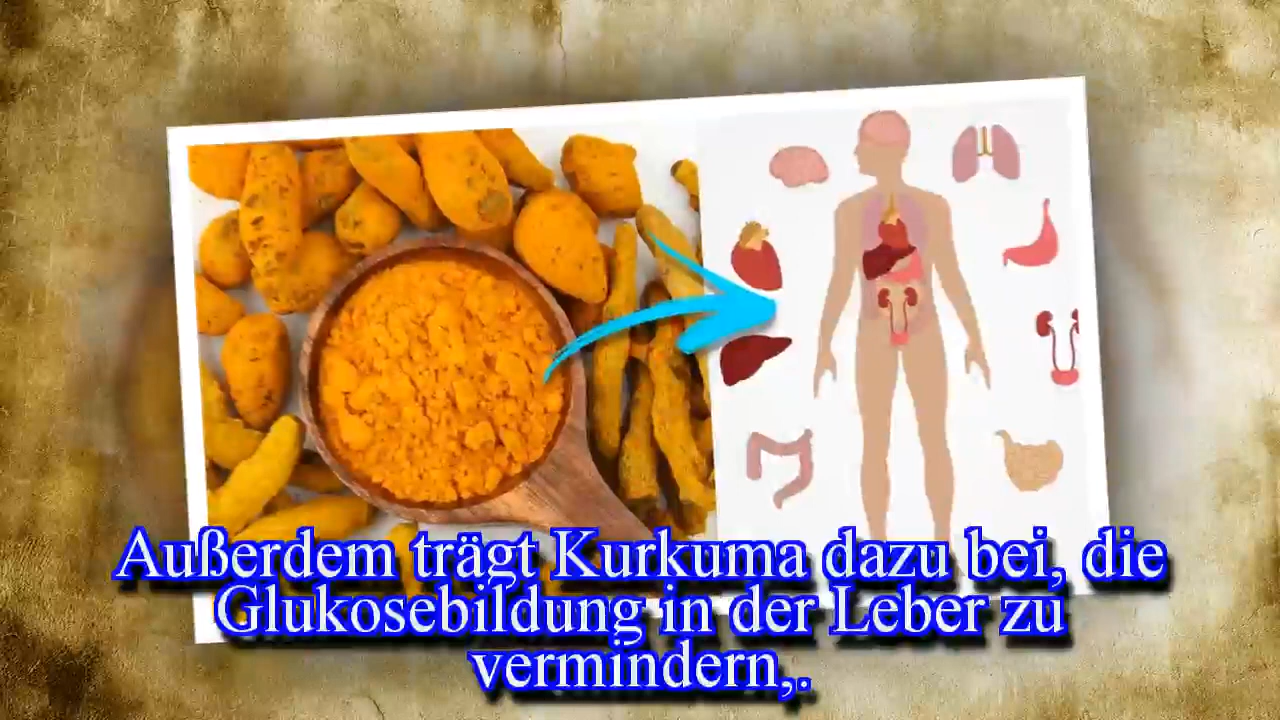 Außerdem trägt Kurkuma dazu bei, die
Glukosebildung in der Leber zu
vermindern,.